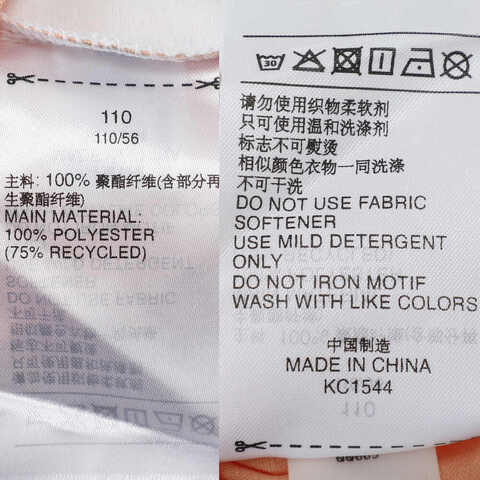 110
110/56
主料: 100% 聚酯纤维(含部分再
生聚酯纤维)
MAIN MATERIAL:
100% POLYESTER
(75% RECYCLED)
30
请勿使用织物柔软剂
只可使用温和洗涤剂
标志不可熨烫
相似颜色衣物一同洗涤
不可干洗
DO NOT USE FABRIC
SOFTENER
USE MILD DETERGENT
ONLY
DO NOT IRON MOTIF
WASH WITH LIKE COLORS
中国制造
MADE IN CHINA
KC1544